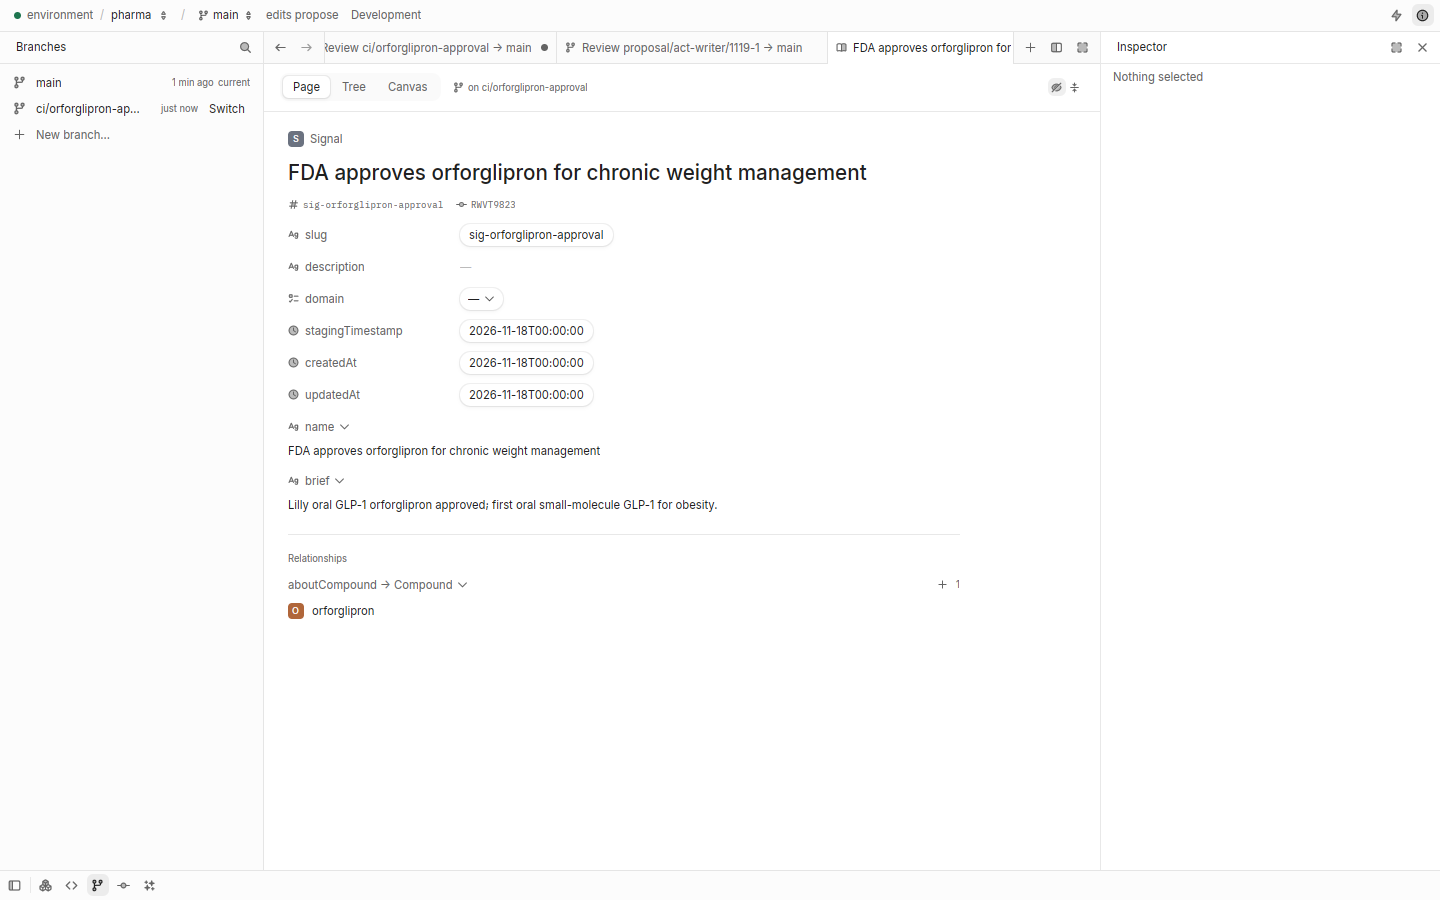 environment / pharma / main edits propose Development
Branches
Review ci/orforglipron-approval → main
Review proposal/act-writer/1119-1 → main
FDA approves orforglipron for
Inspector
main 1 min ago current
ci/orforglipron-ap... just now Switch
New branch...
Page Tree Canvas on ci/orforglipron-approval
Nothing selected
S Signal
FDA approves orforglipron for chronic weight management
# sig-orforglipron-approval RWVT9823
Ag slug sig-orforglipron-approval
Ag description —
domain —
stagingTimestamp 2026-11-18T00:00:00
createdAt 2026-11-18T00:00:00
updatedAt 2026-11-18T00:00:00
Ag name
FDA approves orforglipron for chronic weight management
Ag brief
Lilly oral GLP-1 orforglipron approved; first oral small-molecule GLP-1 for obesity.
Relationships
aboutCompound → Compound + 1
O orforglipron